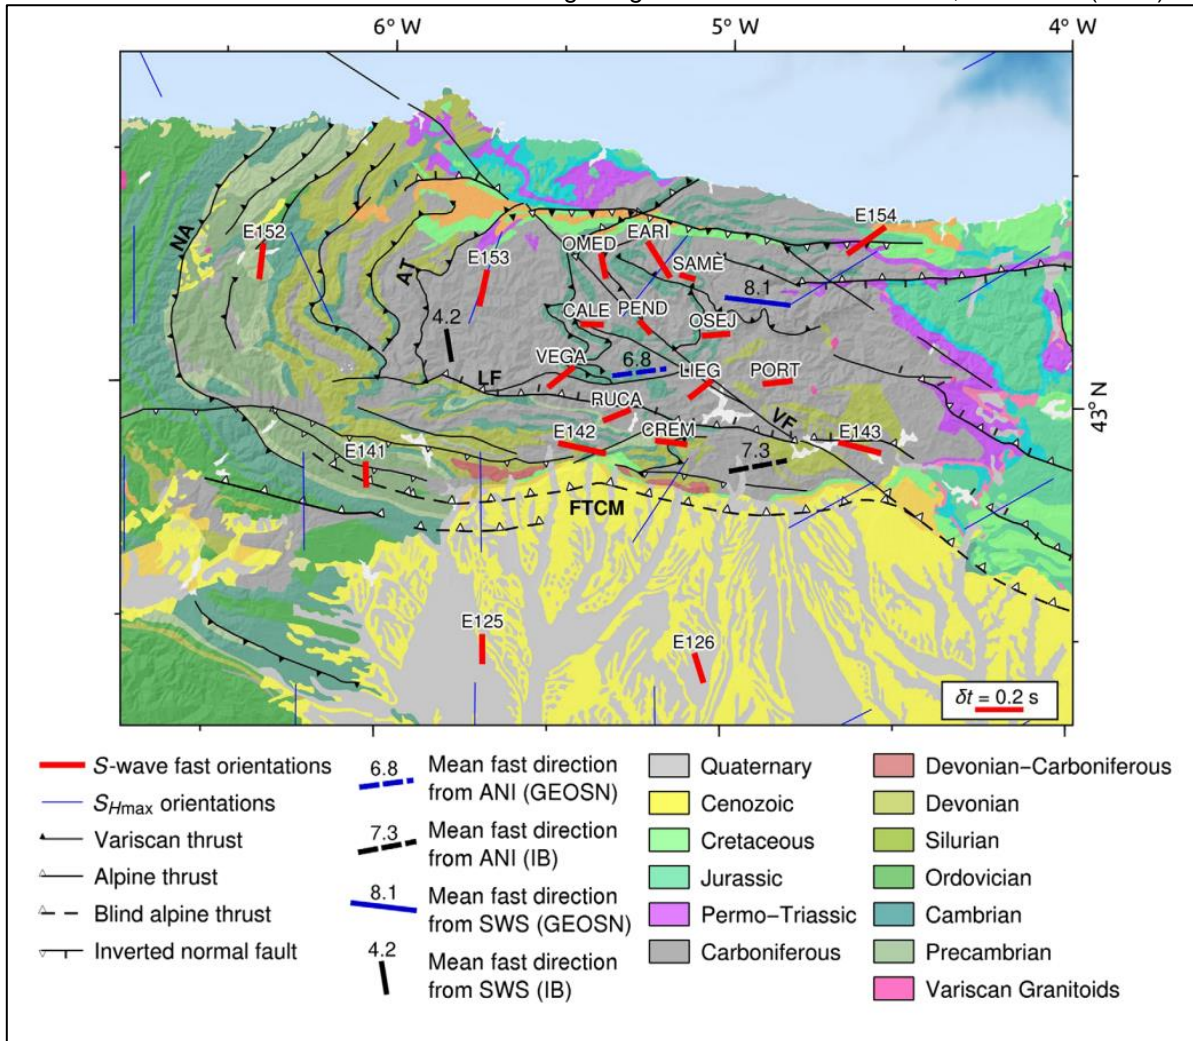 6° W 5° W 4° W
E154
NA
E152
EARI
OMED
E153
SAME
AT
8.1
4.2
CALE PEND
OSEJ
VEGA
6.8
LIEG PORT
LF
RUCA
43° N
VF
CREM
E142 E143
E141
7.3
FTCM
E125
E126
δt = 0.2 s
S-wave fast orientations
SHmax orientations
Variscan thrust
Alpine thrust
Blind alpine thrust
Inverted normal fault
6.8
Mean fast direction
from ANI (GEOSN)
7.3
Mean fast direction
from ANI (IB)
8.1
Mean fast direction
from SWS (GEOSN)
4.2
Mean fast direction
from SWS (IB)
Quaternary
Cenozoic
Cretaceous
Jurassic
Permo–Triassic
Carboniferous
Devonian–Carboniferous
Devonian
Silurian
Ordovician
Cambrian
Precambrian
Variscan Granitoids